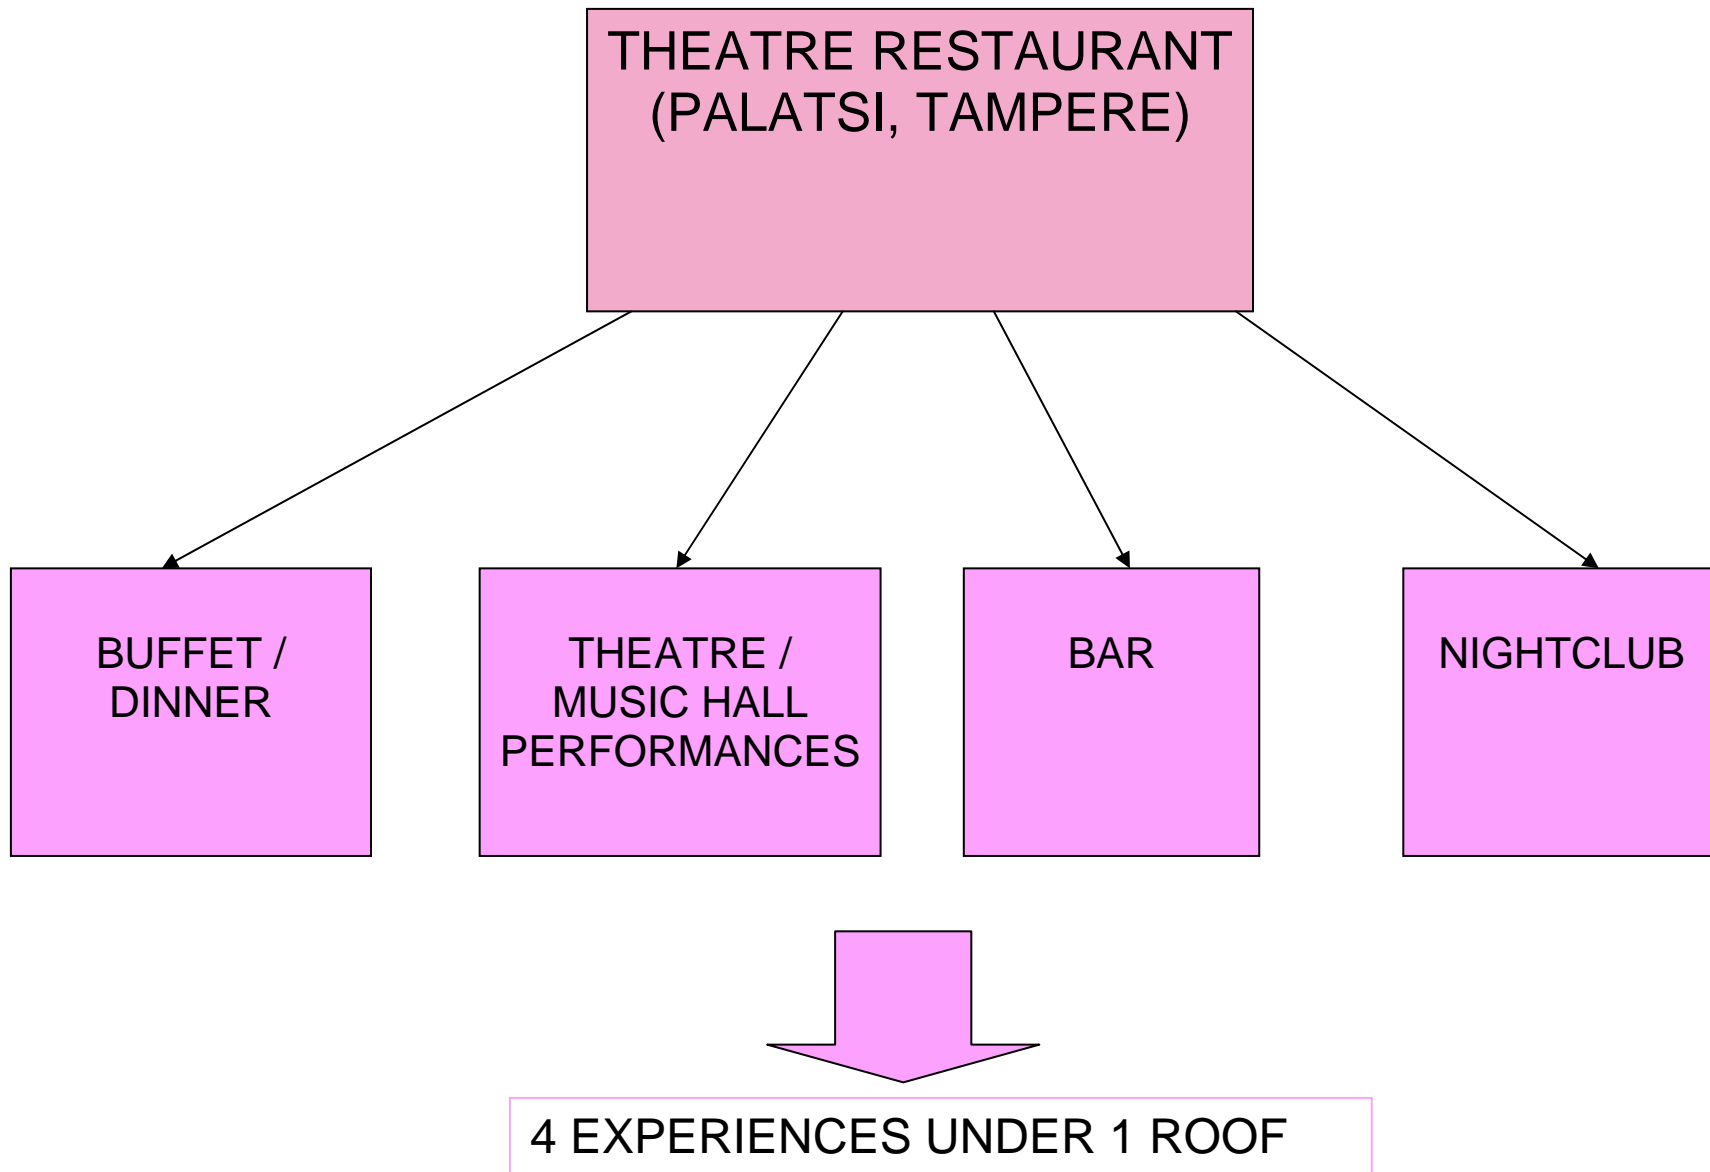 THEATRE RESTAURANT
(PALATSI, TAMPERE)
BUFFET /
DINNER
THEATRE /
MUSIC HALL
PERFORMANCES
BAR
NIGHTCLUB
4 EXPERIENCES UNDER 1 ROOF